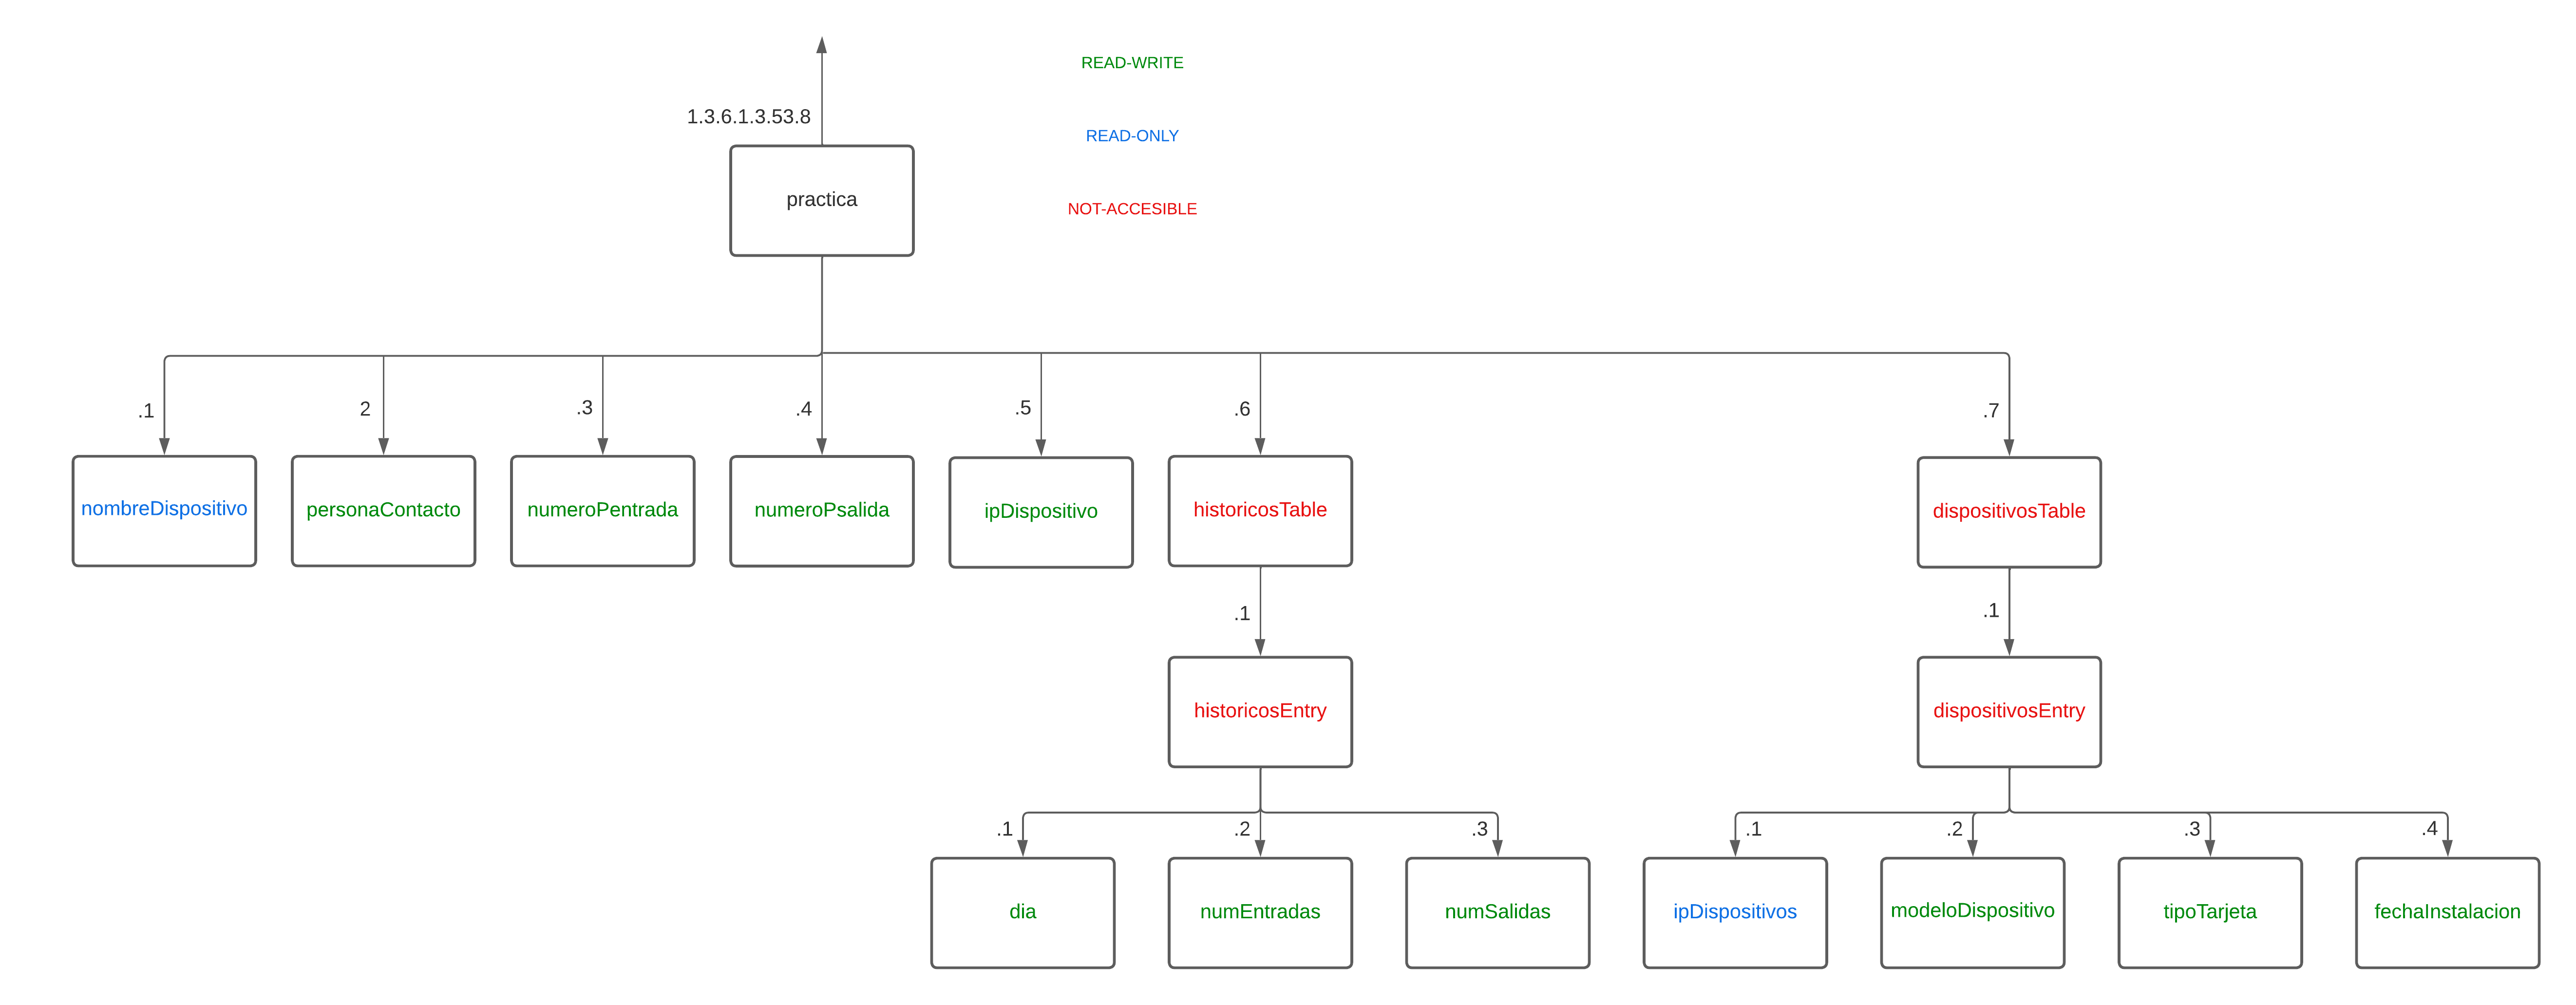 READ-WRITE
1.3.6.1.3.53.8
READ-ONLY
practica
NOT-ACCESIBLE
.1
2
.3
.4
.5
.6
.7
nombreDispositivo
personaContacto
numeroPentrada
numeroPsalida
ipDispositivo
historicosTable
dispositivosTable
.1
.1
historicosEntry
dispositivosEntry
.1
.2
.3
.1
.2
.3
.4
dia
numEntradas
numSalidas
ipDispositivos
modeloDispositivo
tipoTarjeta
fechaInstalacion